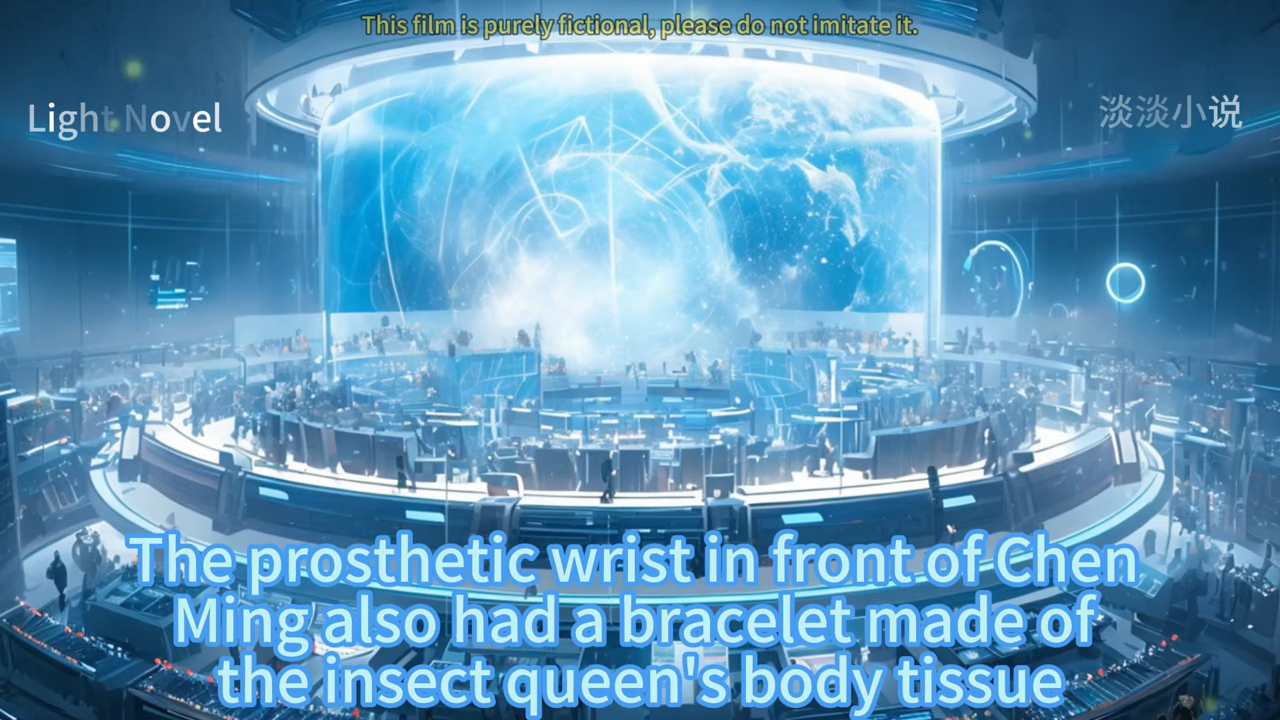 This film is purely fictional, please do not imitate it.
Light Novel
淡淡小说
The prosthetic wrist in front of Chen
Ming also had a bracelet made of
the insect queen's body tissue